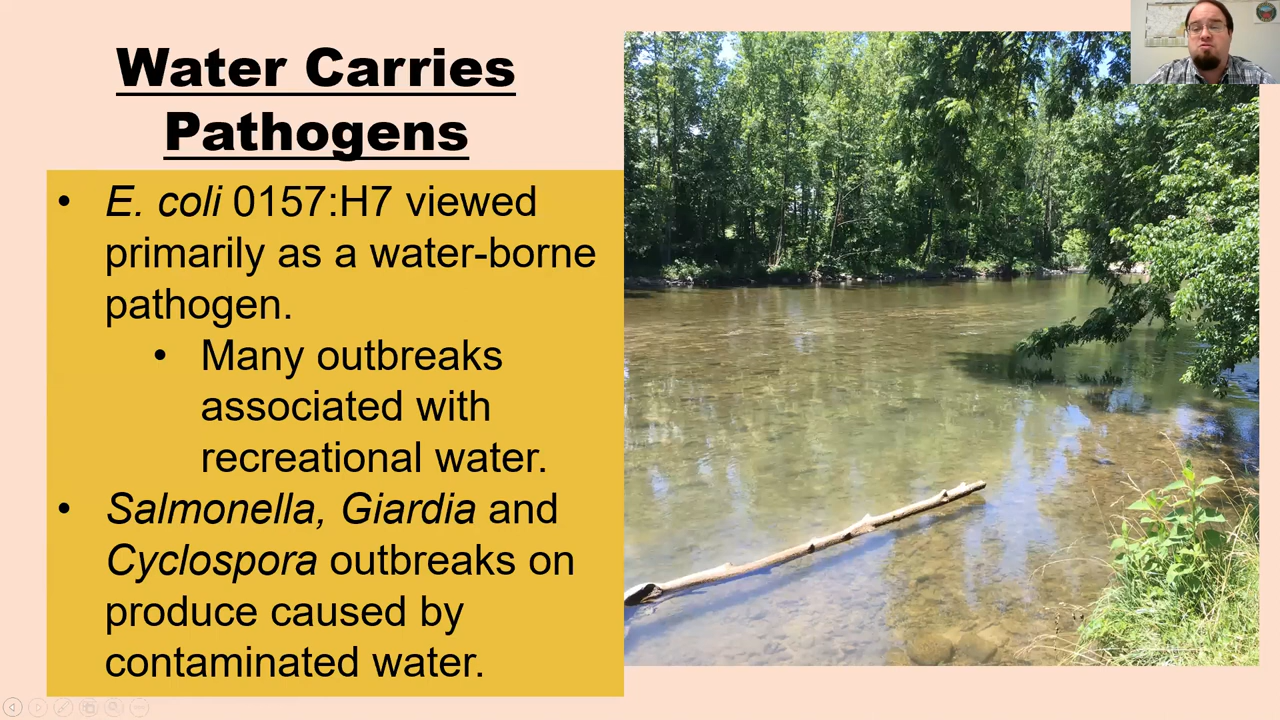 Water Carries
Pathogens
• E. coli 0157:H7 viewed
primarily as a water-borne
pathogen.
• Many outbreaks
associated with
recreational water.
• Salmonella, Giardia and
Cyclospora outbreaks on
produce caused by
contaminated water.